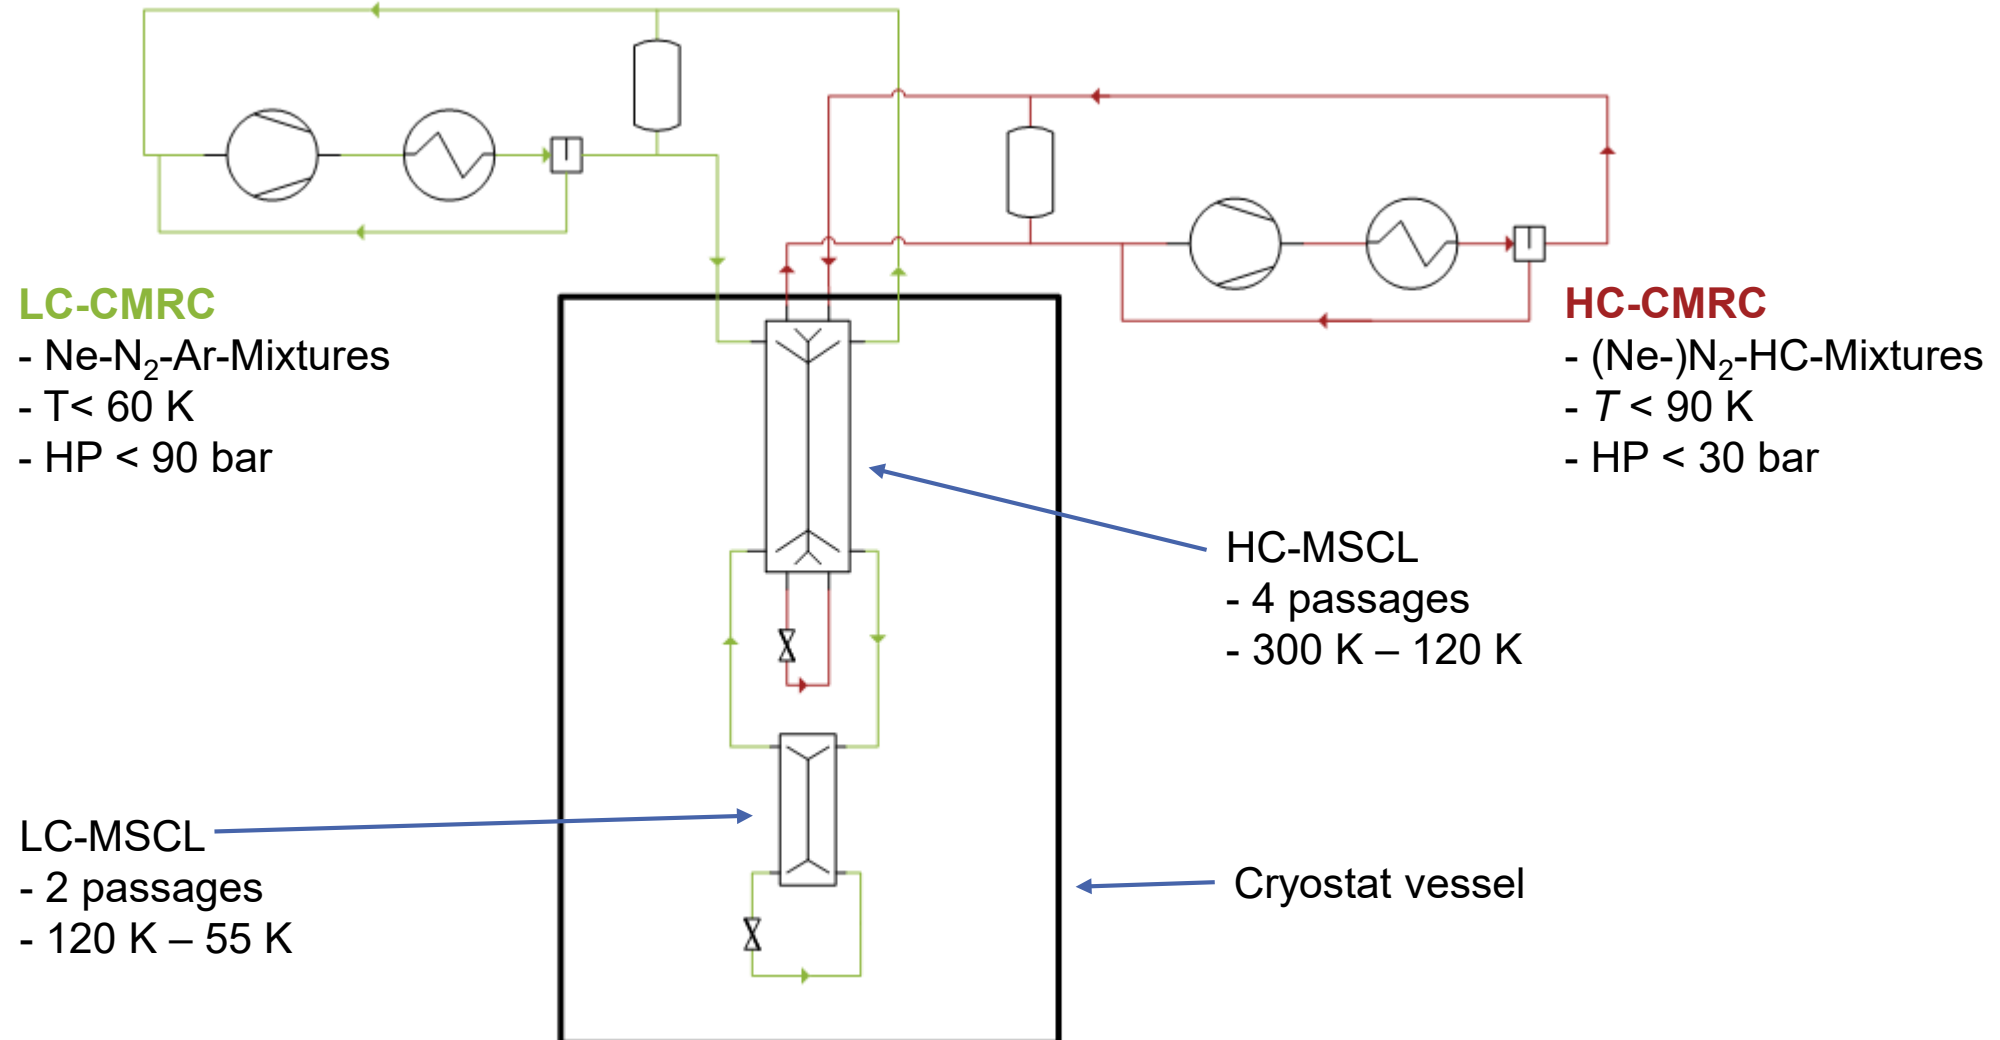 LC-CMRC
- Ne-N₂-Ar-Mixtures
- T< 60 K
- HP < 90 bar
HC-CMRC
- (Ne-)N₂-HC-Mixtures
- T < 90 K
- HP < 30 bar
HC-MSCL
- 4 passages
- 300 K – 120 K
LC-MSCL
- 2 passages
- 120 K – 55 K
Cryostat vessel